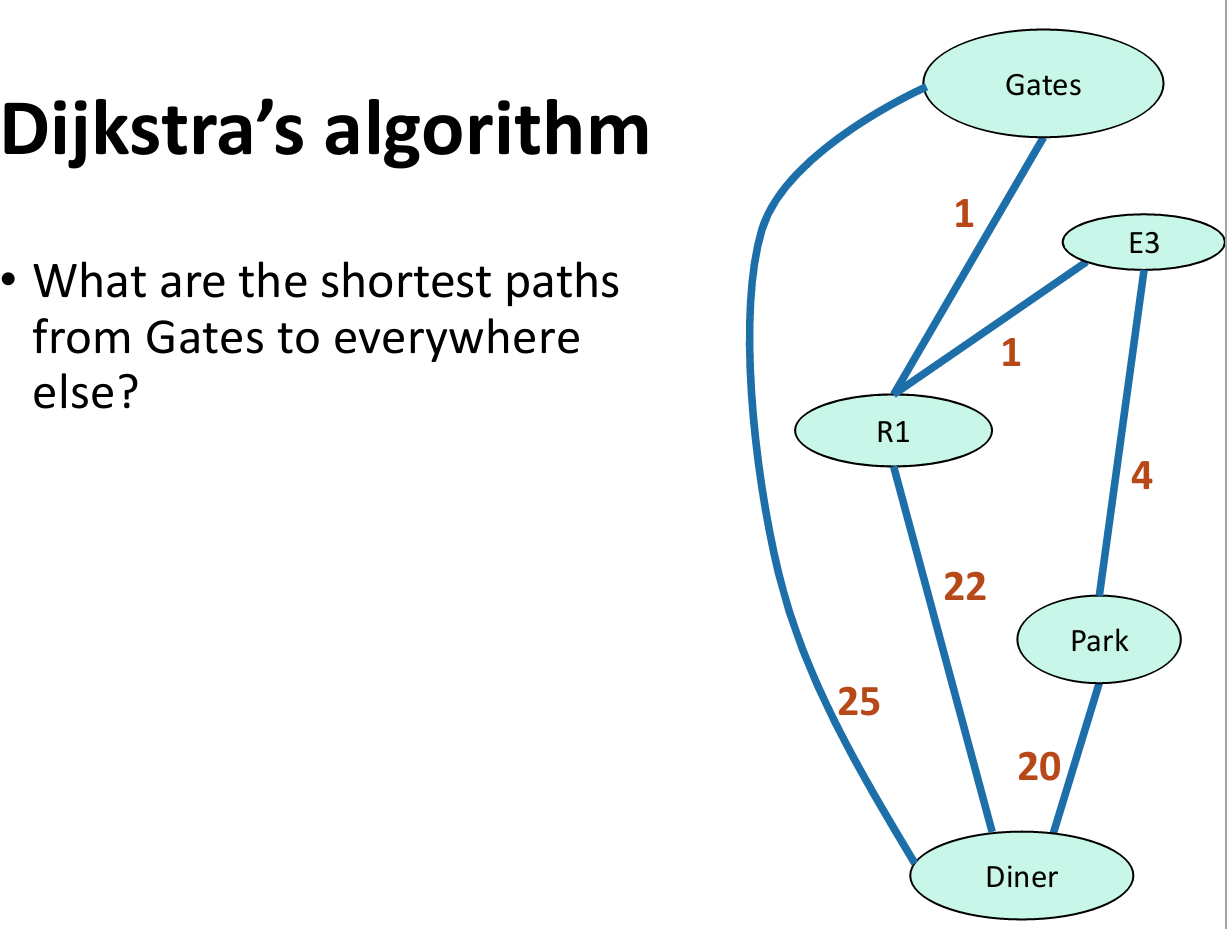 Dijkstra’s algorithm
• What are the shortest paths
from Gates to everywhere
else?
Gates
1
E3
1
R1
4
22
Park
25
20
Diner